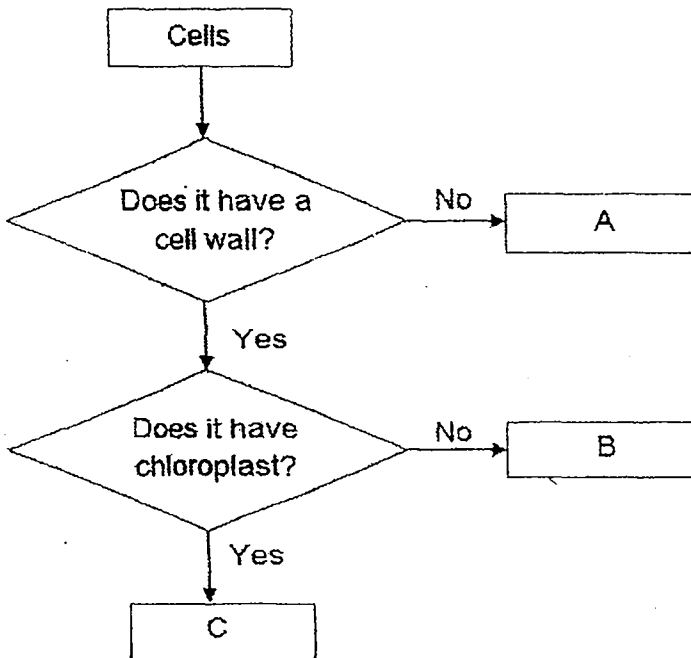 Cells
Does it have a
cell wall?
No
A
Yes
Does it have
chloroplast?
No
B
Yes
C